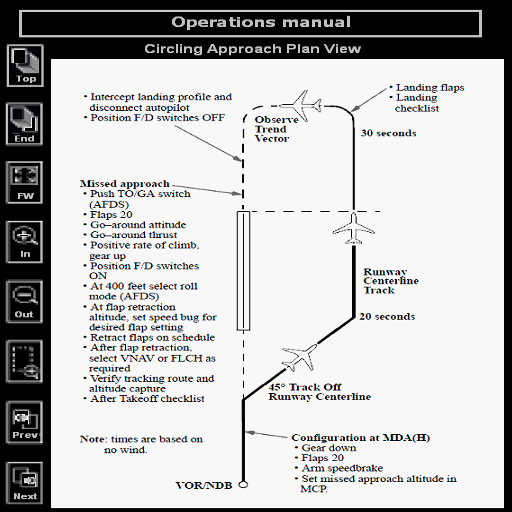 Operations manual
Circling Approach Plan View
Top
End
FW
In
Out
Prev
Next
• Intercept landing profile and
disconnect autopilot
• Position F/D switches OFF
Observe
Trend
Vector
• Landing flaps
• Landing
checklist
30 seconds
Missed approach
• Push TO/GA switch
(AFDS)
• Flaps 20
• Go–around attitude
• Go–around thrust
• Positive rate of climb,
gear up
• Position F/D switches
ON
• At 400 feet select roll
mode (AFDS)
• At flap retraction
altitude, set speed bug for
desired flap setting
• Retract flaps on schedule
• After flap retraction,
select VNAV or FLCH as
required
• Verify tracking route and
altitude capture
• After Takeoff checklist
Runway
Centerline
Track
20 seconds
45° Track Off
Runway Centerline
Note: times are based on
no wind.
Configuration at MDA(H)
• Gear down
• Flaps 20
• Arm speedbrake
• Set missed approach altitude in
MCP.
VOR/NDB